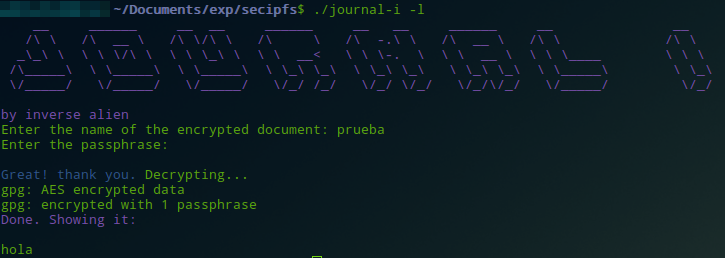 ~/Documents/exp/secipfs$ ./journal-i -l
JOURNAL I
by inverse alien
Enter the name of the encrypted document: prueba
Enter the passphrase:
Great! thank you. Decrypting...
gpg: AES encrypted data
gpg: encrypted with 1 passphrase
Done. Showing it:
hola